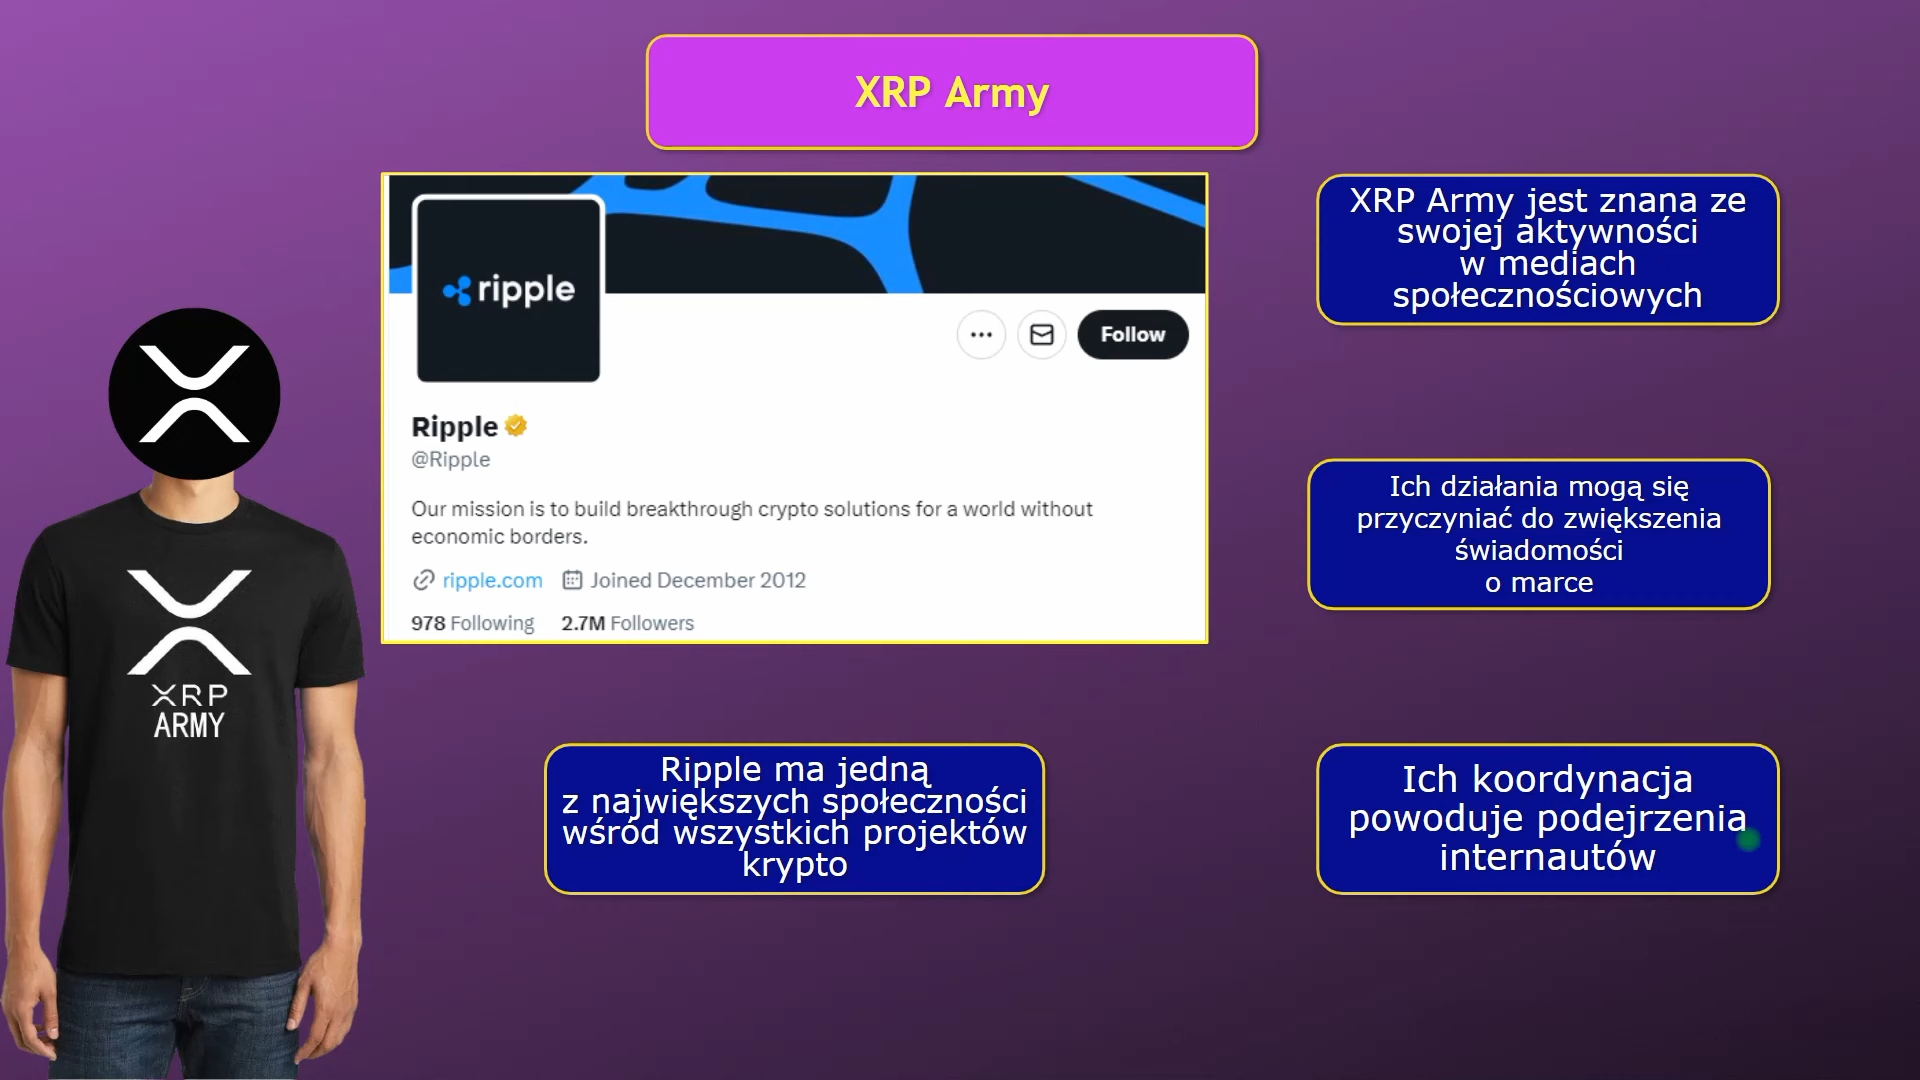 XRP Army
ripple
Follow
Ripple
@Ripple
Our mission is to build breakthrough crypto solutions for a world without
economic borders.
ripple.com Joined December 2012
978 Following 2.7M Followers
XRP Army jest znana ze
swojej aktywności
w mediach
społecznościowych
Ich działania mogą się
przyczyniać do zwiększenia
świadomości
o marce
XRP
ARMY
Ripple ma jedną
z największych społeczności
wśród wszystkich projektów
krypto
Ich koordynacja
powoduje podejrzenia
internautów